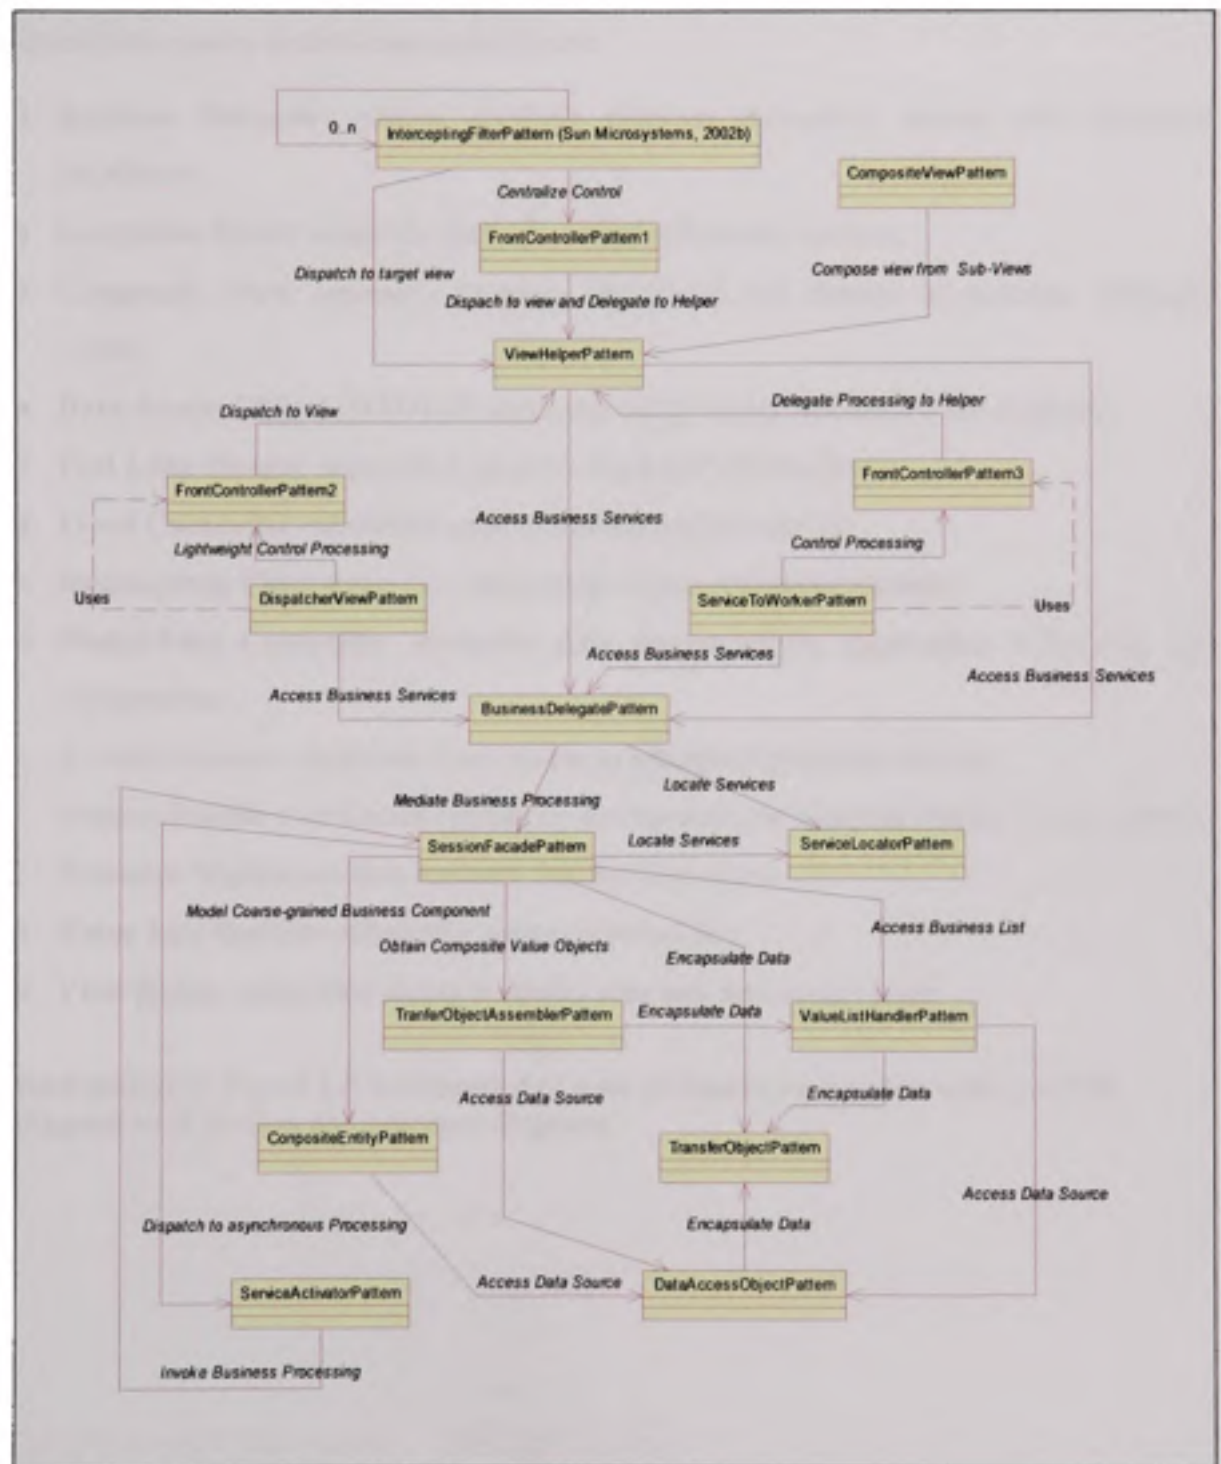 0..n
InterceptingFilterPattern (Sun Microsystems, 2002b)
CompositeViewPattern
Centralize Control
FrontControllerPattern1
Dispatch to target view
Compose view from Sub-Views
Dispach to view and Delegate to Helper
ViewHelperPattern
Dispatch to View
Delegate Processing to Helper
FrontControllerPattern2
FrontControllerPattern3
Access Business Services
Lightweight Control Processing
Control Processing
Uses
DispatcherViewPattern
ServiceToWorkerPattern
Uses
Access Business Services
Access Business Services
Access Business Services
BusinessDelegatePattern
Locate Services
Mediate Business Processing
SessionFacadePattern
Locate Services
ServiceLocatorPattern
Model Coarse-grained Business Component
Access Business List
Obtain Composite Value Objects
Encapsulate Data
TranferObjectAssemblerPattern
Encapsulate Data
ValueListHandlerPattern
Access Data Source
Encapsulate Data
ConpositeEntityPattern
TransferObjectPattern
Access Data Source
Dispatch to asynchronous Processing
Encapsulate Data
Access Data Source
DataAccessObjectPattern
ServiceActivatorPattern
Invoke Business Processing